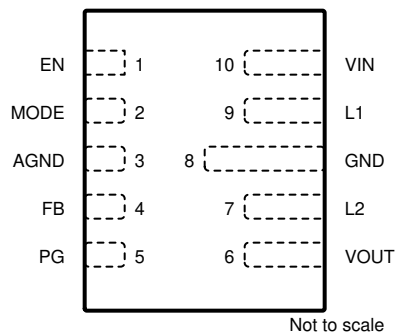 EN 1 10 VIN
MODE 2 9 L1
AGND 3 8 GND
FB 4 7 L2
PG 5 6 VOUT
Not to scale